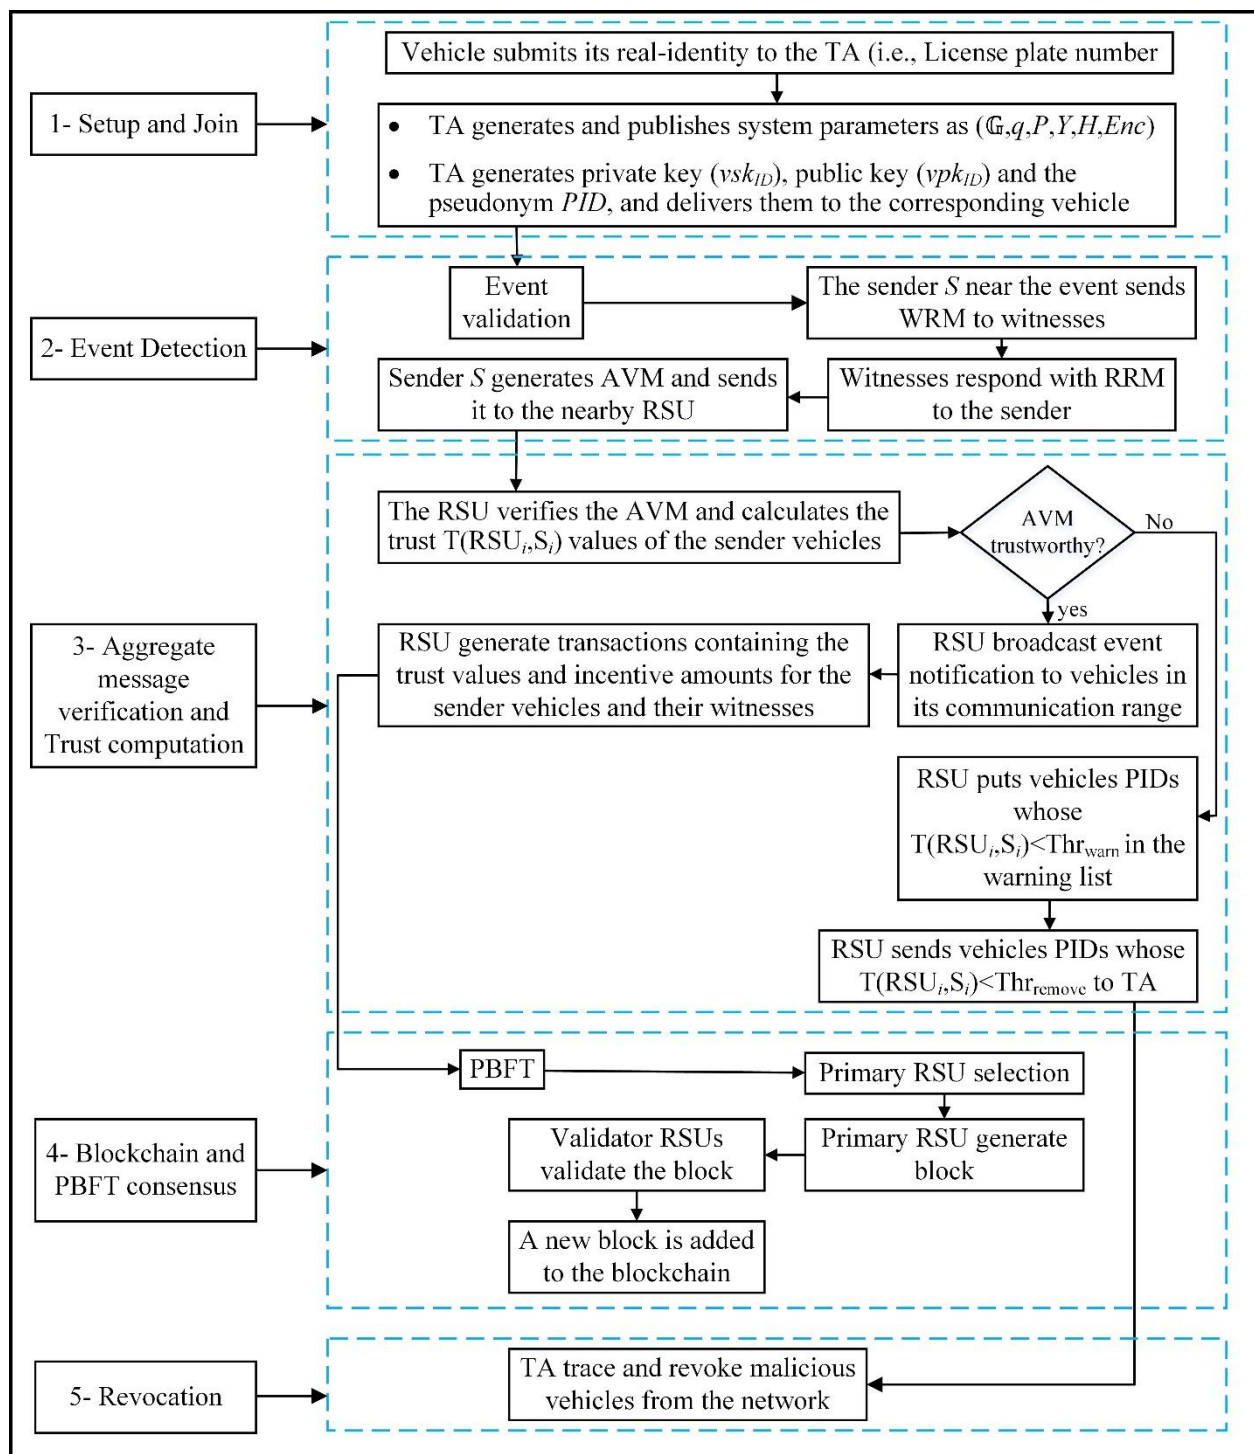 Vehicle submits its real-identity to the TA (i.e., License plate number
1- Setup and Join
• TA generates and publishes system parameters as (𝔾,q,P,Y,H,Enc)
• TA generates private key (vsk_ID), public key (vpk_ID) and the
pseudonym PID, and delivers them to the corresponding vehicle
2- Event Detection
Event
validation
The sender S near the event sends
WRM to witnesses
Witnesses respond with RRM
to the sender
Sender S generates AVM and sends
it to the nearby RSU
3- Aggregate
message
verification and
Trust computation
The RSU verifies the AVM and calculates the
trust T(RSU_i,S_i) values of the sender vehicles
AVM
trustworthy?
No
yes
RSU broadcast event
notification to vehicles in
its communication range
RSU generate transactions containing the
trust values and incentive amounts for the
sender vehicles and their witnesses
RSU puts vehicles PIDs
whose
T(RSU_i,S_i)<Thr_warn in the
warning list
RSU sends vehicles PIDs whose
T(RSU_i,S_i)<Thr_remove to TA
4- Blockchain and
PBFT consensus
PBFT
Primary RSU selection
Primary RSU generate
block
Validator RSUs
validate the block
A new block is added
to the blockchain
5- Revocation
TA trace and revoke malicious
vehicles from the network